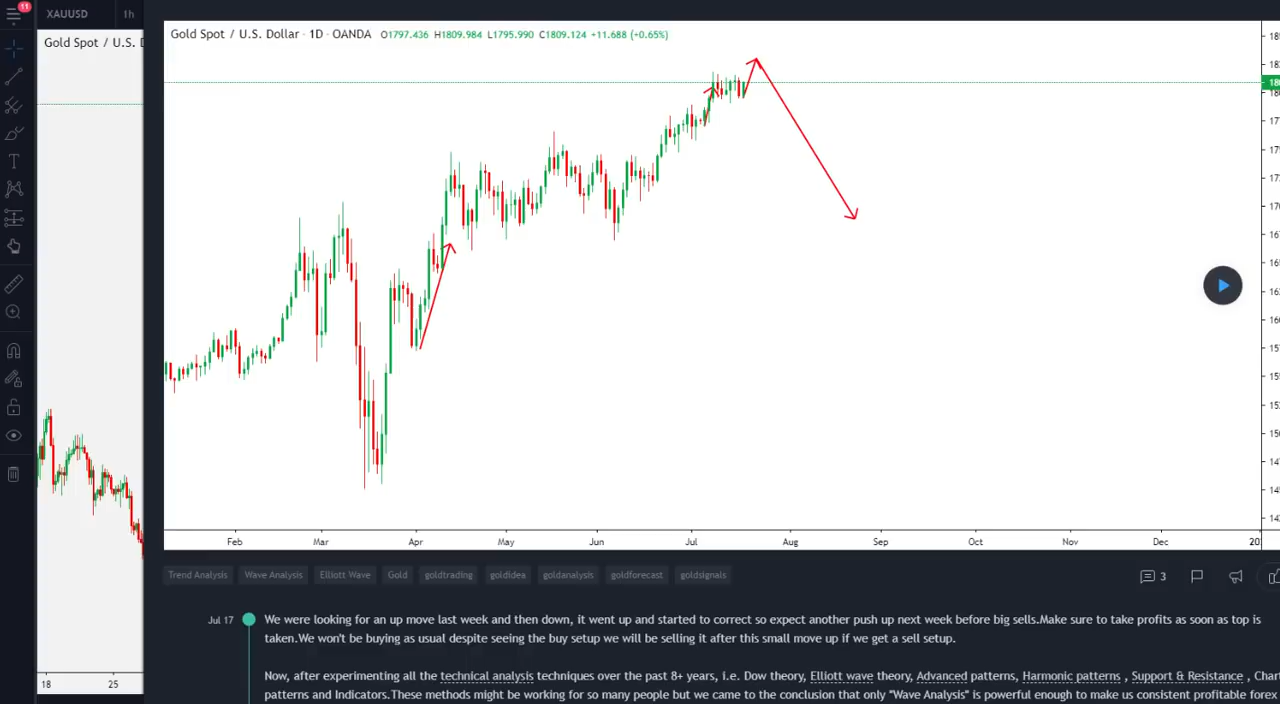 11
XAUUSD
1h
Gold Spot / U.S. D
Gold Spot / U.S. Dollar · 1D · OANDA O1797.436 H1809.984 L1795.990 C1809.124 +11.688 (+0.65%)
18
25
Feb Mar Apr May Jun Jul Aug Sep Oct Nov Dec 20
Trend Analysis Wave Analysis Elliott Wave Gold goldtrading goldidea goldanalysis goldforecast goldsignals
3
Jul 17
We were looking for an up move last week and then down, it went up and started to correct so expect another push up next week before big sells.Make sure to take profits as soon as top is
taken.We won't be buying as usual despite seeing the buy setup we will be selling it after this small move up if we get a sell setup.
Now, after experimenting all the technical analysis techniques over the past 8+ years, i.e. Dow theory, Elliott wave theory, Advanced patterns, Harmonic patterns , Support & Resistance , Char
patterns and Indicators.These methods might be working for so many people but we came to the conclusion that only "Wave Analysis" is powerful enough to make us consistent profitable forex